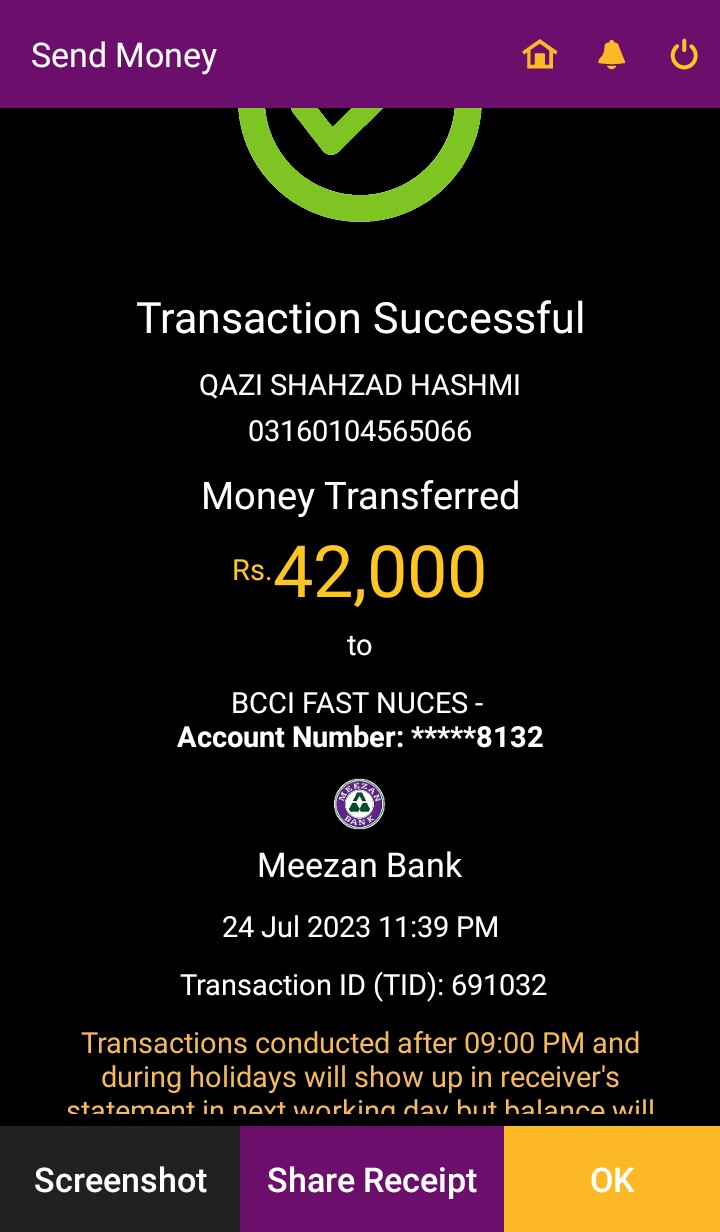 Send Money
Transaction Successful
QAZI SHAHZAD HASHMI
03160104565066
Money Transferred
Rs.42,000
to
BCCI FAST NUCES -
Account Number: *****8132
MEEZAN BANK
Meezan Bank
24 Jul 2023 11:39 PM
Transaction ID (TID): 691032
Transactions conducted after 09:00 PM and
during holidays will show up in receiver's
statement in next working day but balance will
Screenshot
Share Receipt
OK